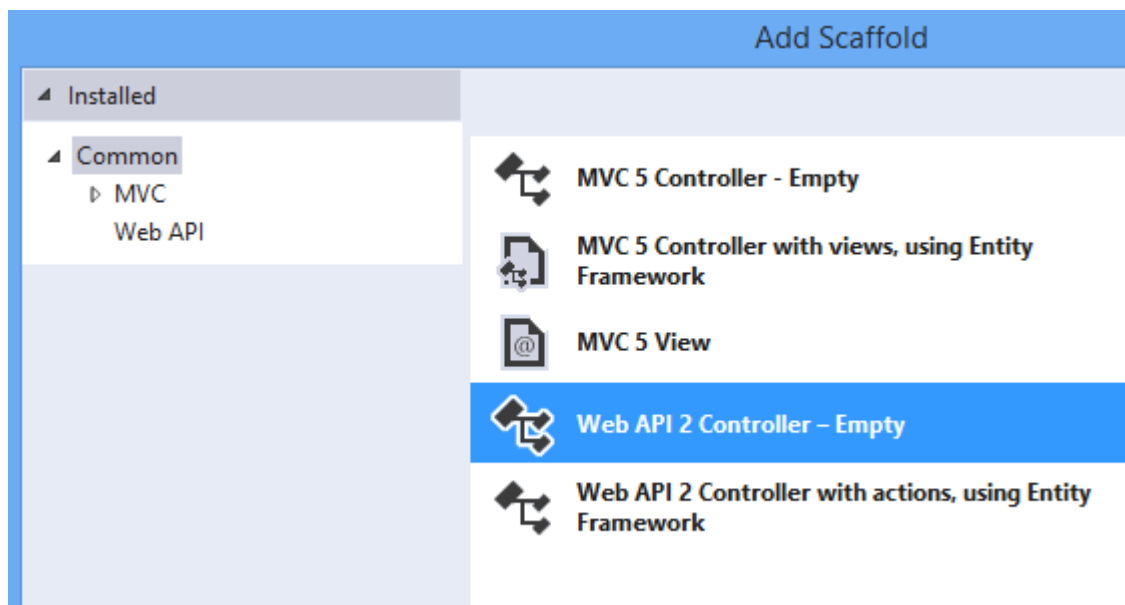 Add Scaffold
Installed
Common
MVC
Web API
MVC 5 Controller - Empty
MVC 5 Controller with views, using Entity
Framework
@
MVC 5 View
Web API 2 Controller – Empty
Web API 2 Controller with actions, using Entity
Framework